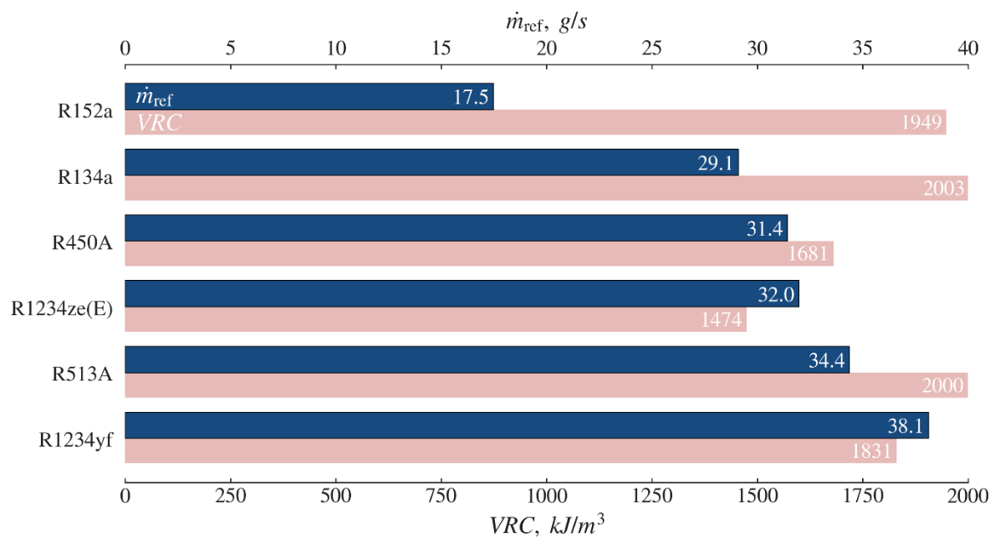 ṁref, g/s
0 5 10 15 20 25 30 35 40
ṁref 17.5
R152a
VRC 1949
29.1
R134a
2003
31.4
R450A
1681
32.0
R1234ze(E)
1474
34.4
R513A
2000
38.1
R1234yf
1831
0 250 500 750 1000 1250 1500 1750 2000
VRC, kJ/m³